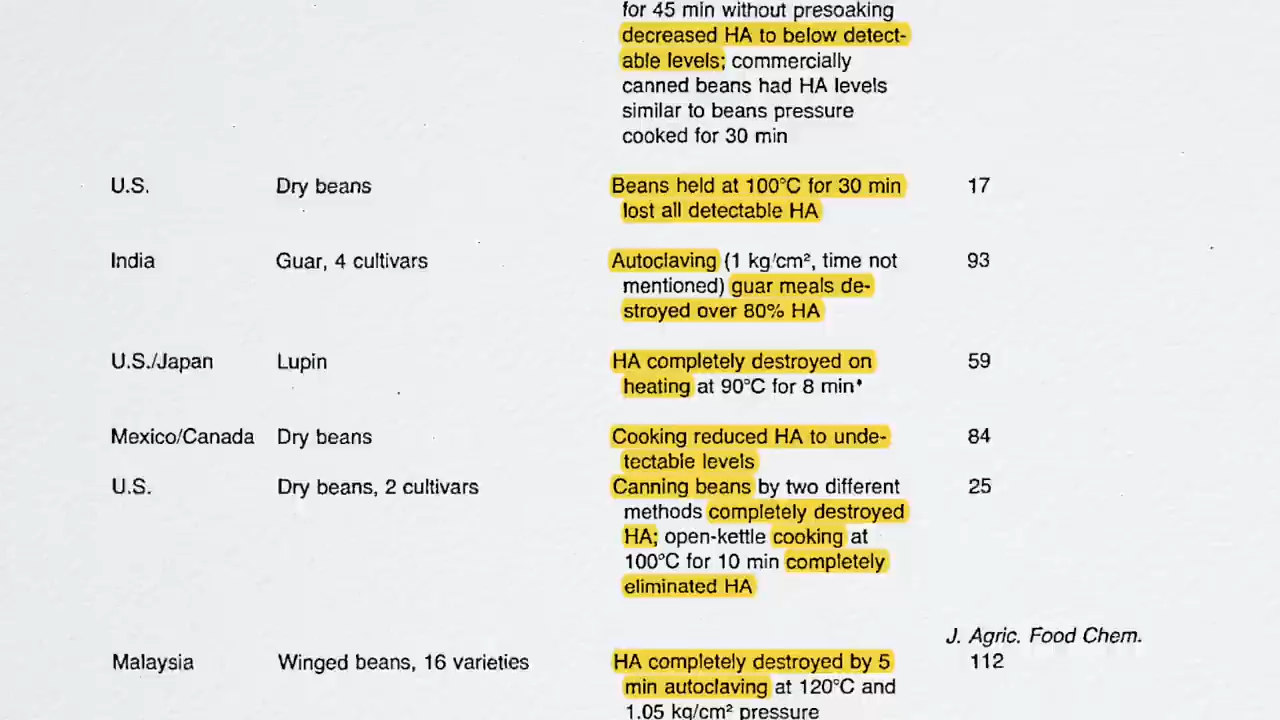 for 45 min without presoaking
decreased HA to below detect-
able levels; commercially
canned beans had HA levels
similar to beans pressure
cooked for 30 min
U.S. Dry beans Beans held at 100°C for 30 min 17
lost all detectable HA
India Guar, 4 cultivars Autoclaving (1 kg/cm², time not 93
mentioned) guar meals de-
stroyed over 80% HA
U.S./Japan Lupin HA completely destroyed on 59
heating at 90°C for 8 min*
Mexico/Canada Dry beans Cooking reduced HA to unde- 84
tectable levels
U.S. Dry beans, 2 cultivars Canning beans by two different 25
methods completely destroyed
HA; open-kettle cooking at
100°C for 10 min completely
eliminated HA
J. Agric. Food Chem.
Malaysia Winged beans, 16 varieties HA completely destroyed by 5 112
min autoclaving at 120°C and
1.05 kg/cm² pressure